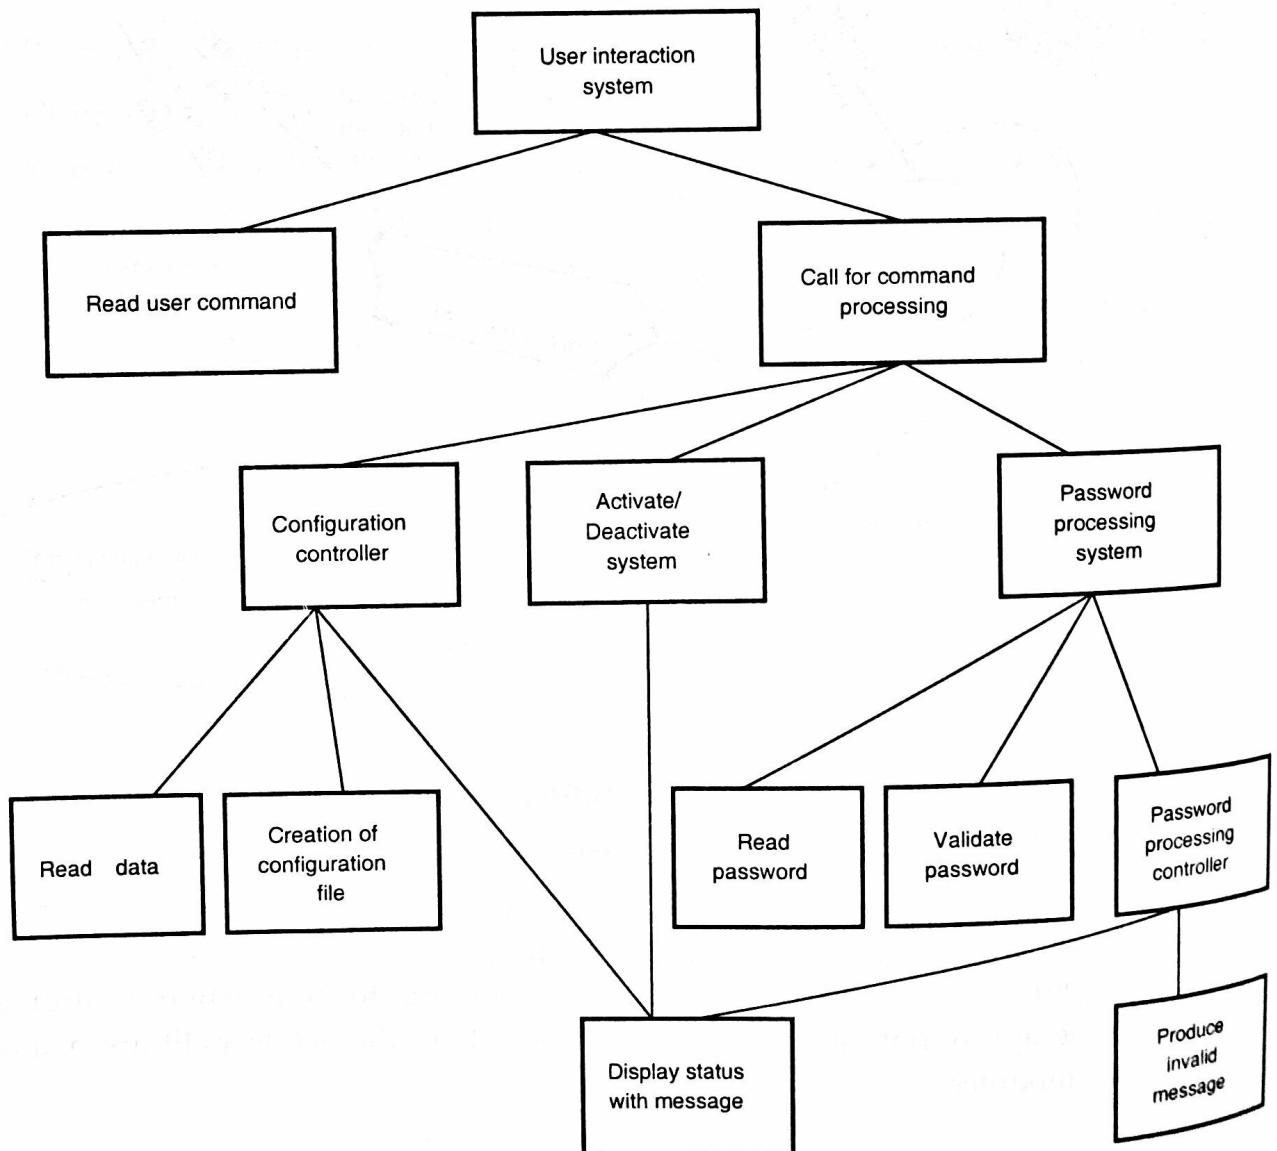 User interaction
system
Read user command
Call for command
processing
Configuration
controller
Activate/
Deactivate
system
Password
processing
system
Read data
Creation of
configuration
file
Read
password
Validate
password
Password
processing
controller
Display status
with message
Produce
invalid
message